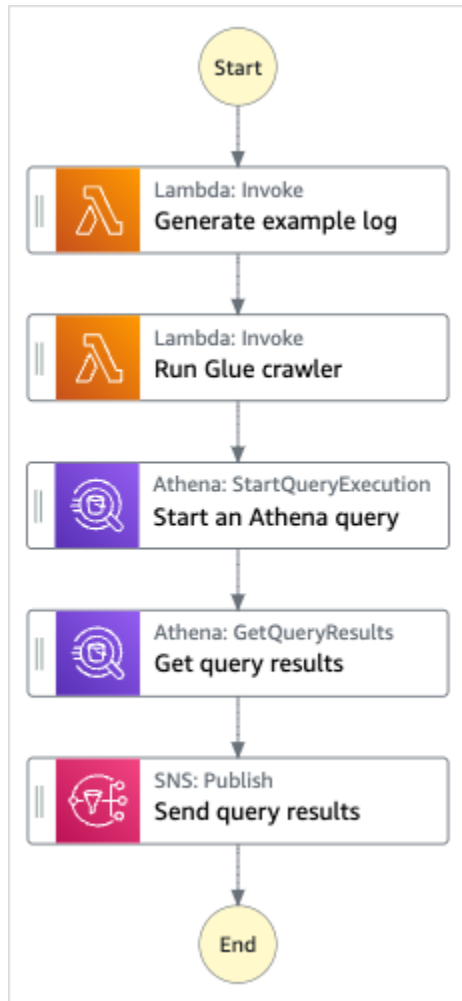 Start
Lambda: Invoke
Generate example log
Lambda: Invoke
Run Glue crawler
Athena: StartQueryExecution
Start an Athena query
Athena: GetQueryResults
Get query results
SNS: Publish
Send query results
End